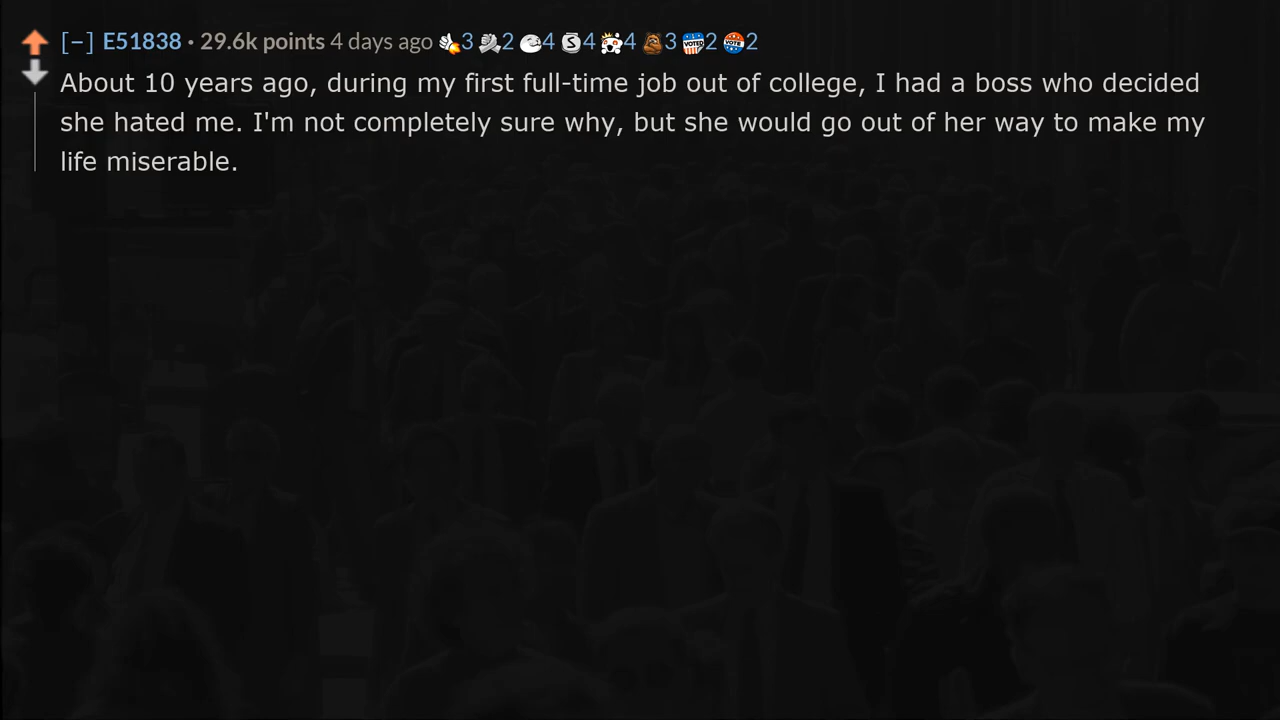 [–] E51838 · 29.6k points 4 days ago 3 2 4 S 4 4 3 VOTED 2 VOTE 2
About 10 years ago, during my first full-time job out of college, I had a boss who decided
she hated me. I'm not completely sure why, but she would go out of her way to make my
life miserable.